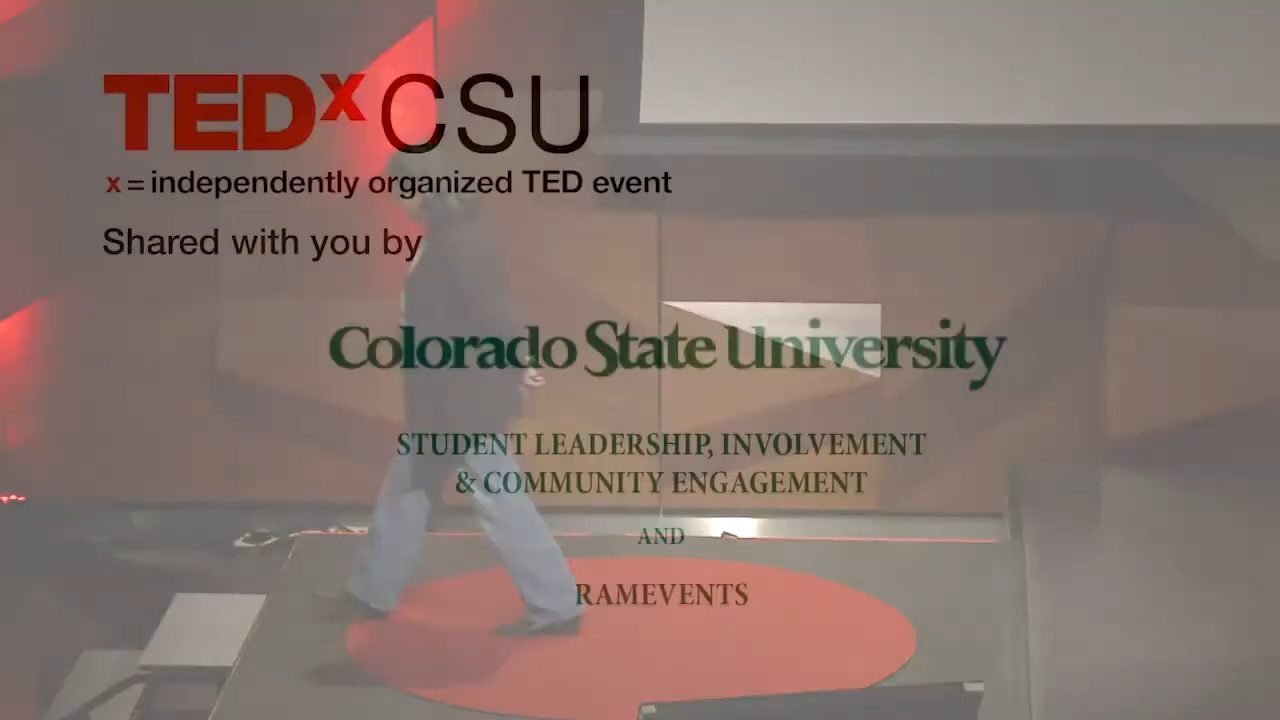 TEDxCSU
x = independently organized TED event
Shared with you by
Colorado State University
STUDENT LEADERSHIP, INVOLVEMENT
& COMMUNITY ENGAGEMENT
AND
RAMEVENTS